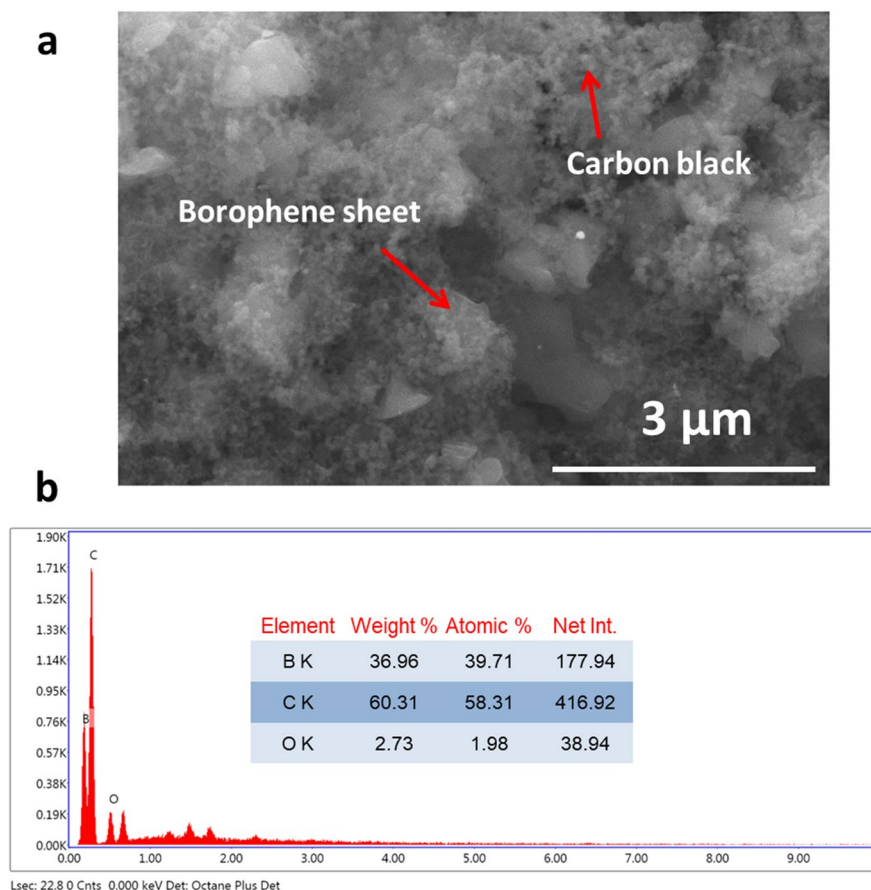 a
Carbon black
Borophene sheet
3 μm
b
1.90K
1.71K
1.52K
1.33K
1.14K
0.95K
0.76K
0.57K
0.38K
0.19K
0.00K
C
B
O
Element Weight % Atomic % Net Int.
B K 36.96 39.71 177.94
C K 60.31 58.31 416.92
O K 2.73 1.98 38.94
0.00 1.00 2.00 3.00 4.00 5.00 6.00 7.00 8.00 9.00
Lsec: 22.8 0 Cnts 0.000 keV Det: Octane Plus Det